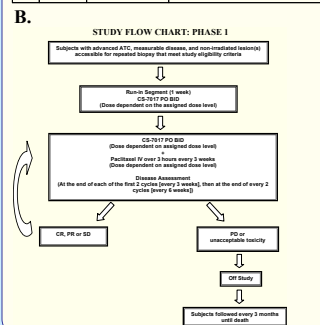 B.
STUDY FLOW CHART: PHASE 1
Subjects with advanced ATC, measurable disease, and non-irradiated lesion(s)
accessible for repeated biopsy that meet study eligibility criteria
Run-in Segment (1 week)
CS-7017 PO BID
(Dose dependent on the assigned dose level)
CS-7017 PO BID
(Dose dependent on assigned dose level)
+
Paclitaxel IV over 3 hours every 3 weeks
(Dose dependent on assigned dose level)
Disease Assessment
(At the end of each of the first 2 cycles [every 3 weeks], then at the end of every 2
cycles [every 6 weeks])
CR, PR or SD
PD or
unacceptable toxicity
Off Study
Subjects followed every 3 months
until death